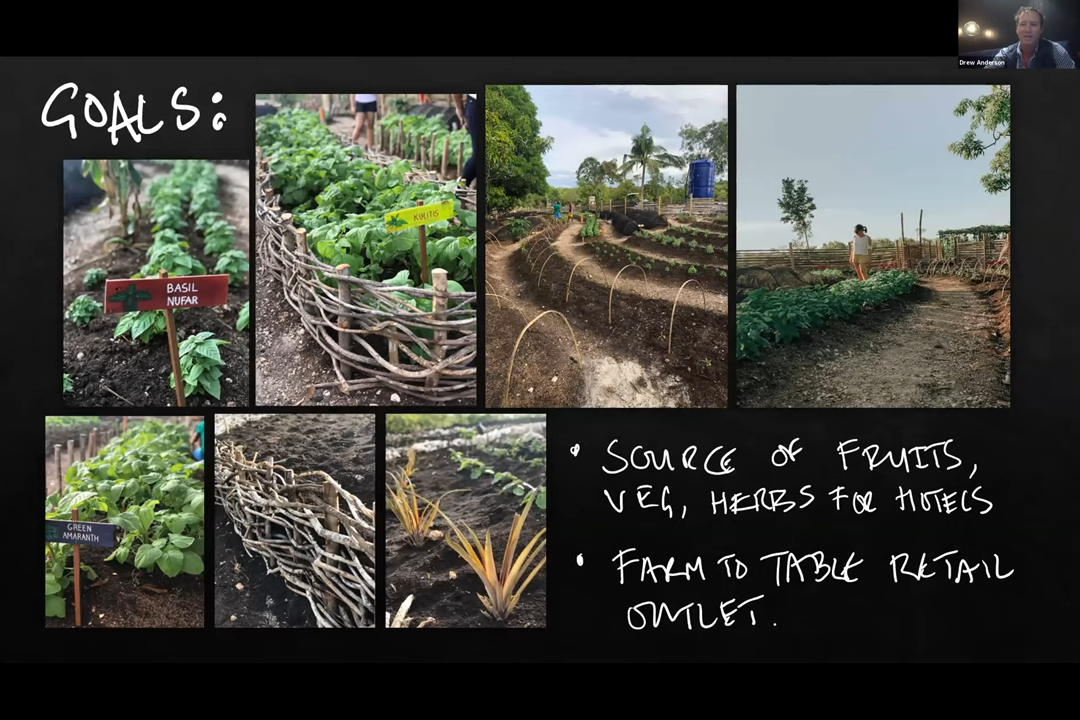 Drew Anderson
GOALS:
BASIL
NUFAR
KULITIS
GREEN
AMARANTH
• SOURCE OF FRUITS,
VEG, HERBS FOR HOTELS
• FARM TO TABLE RETAIL
OUTLET.